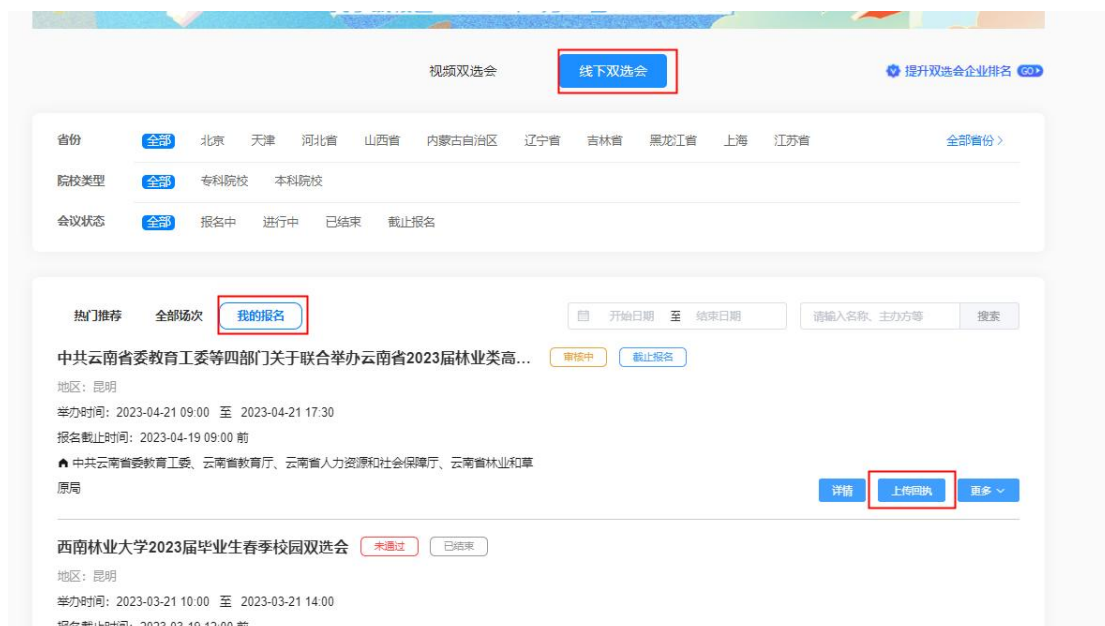 视频双选会 线下双选会 提升双选会企业排名 GO
省份 全部 北京 天津 河北省 山西省 内蒙古自治区 辽宁省 吉林省 黑龙江省 上海 江苏省 全部省份 >
院校类型 全部 专科院校 本科院校
会议状态 全部 报名中 进行中 已结束 截止报名
热门推荐 全部场次 我的报名 开始日期 至 结束日期 请输入名称、主办方等 搜索
中共云南省委教育工委等四部门关于联合举办云南省2023届林业类高... 审核中 截止报名
地区：昆明
举办时间：2023-04-21 09:00 至 2023-04-21 17:30
报名截止时间：2023-04-19 09:00 前
中共云南省委教育工委、云南省教育厅、云南省人力资源和社会保障厅、云南省林业和草
原局
详情 上传回执 更多
西南林业大学2023届毕业生春季校园双选会 未通过 已结束
地区：昆明
举办时间：2023-03-21 10:00 至 2023-03-21 14:00
报名截止时间：2023-03-19 12:00 前